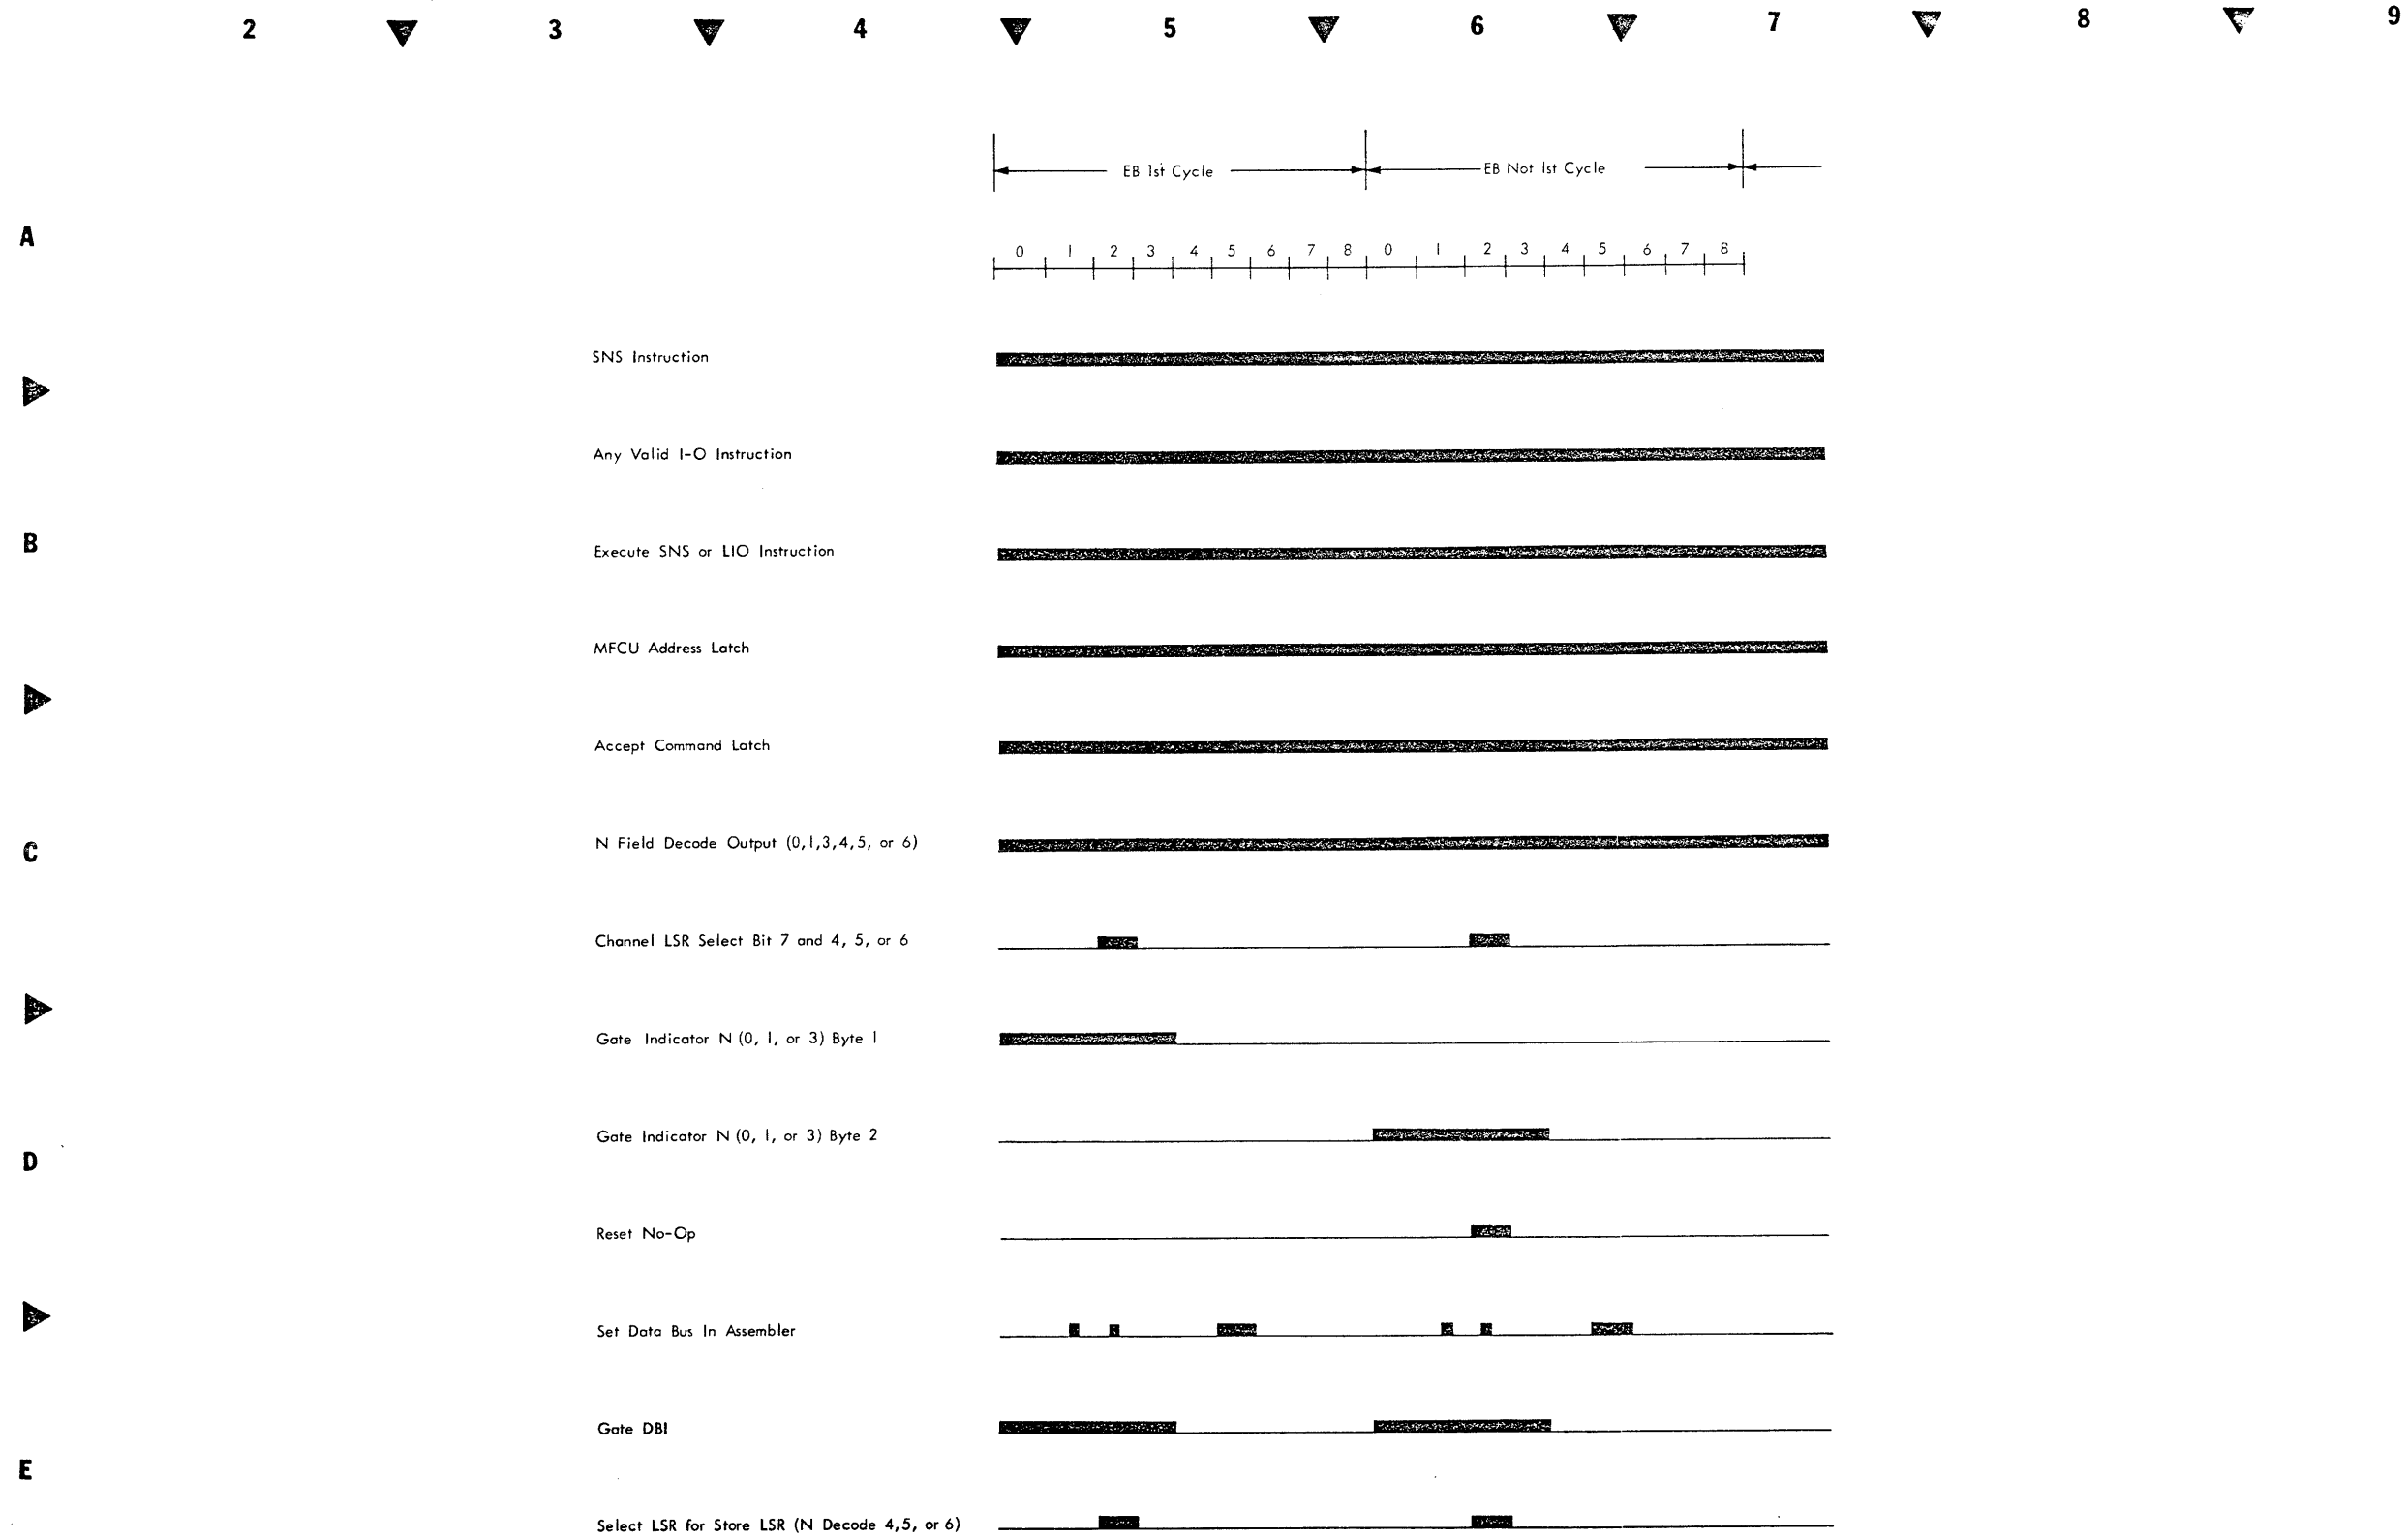 2 3 4 5 6 7 8 9
EB 1st Cycle EB Not 1st Cycle
A
0 1 2 3 4 5 6 7 8 0 1 2 3 4 5 6 7 8
SNS Instruction
Any Valid I-O Instruction
B
Execute SNS or LIO Instruction
MFCU Address Latch
Accept Command Latch
C
N Field Decode Output (0,1,3,4,5, or 6)
Channel LSR Select Bit 7 and 4, 5, or 6
Gate Indicator N (0, 1, or 3) Byte 1
Gate Indicator N (0, 1, or 3) Byte 2
D
Reset No-Op
Set Data Bus In Assembler
Gate DBI
E
Select LSR for Store LSR (N Decode 4,5, or 6)